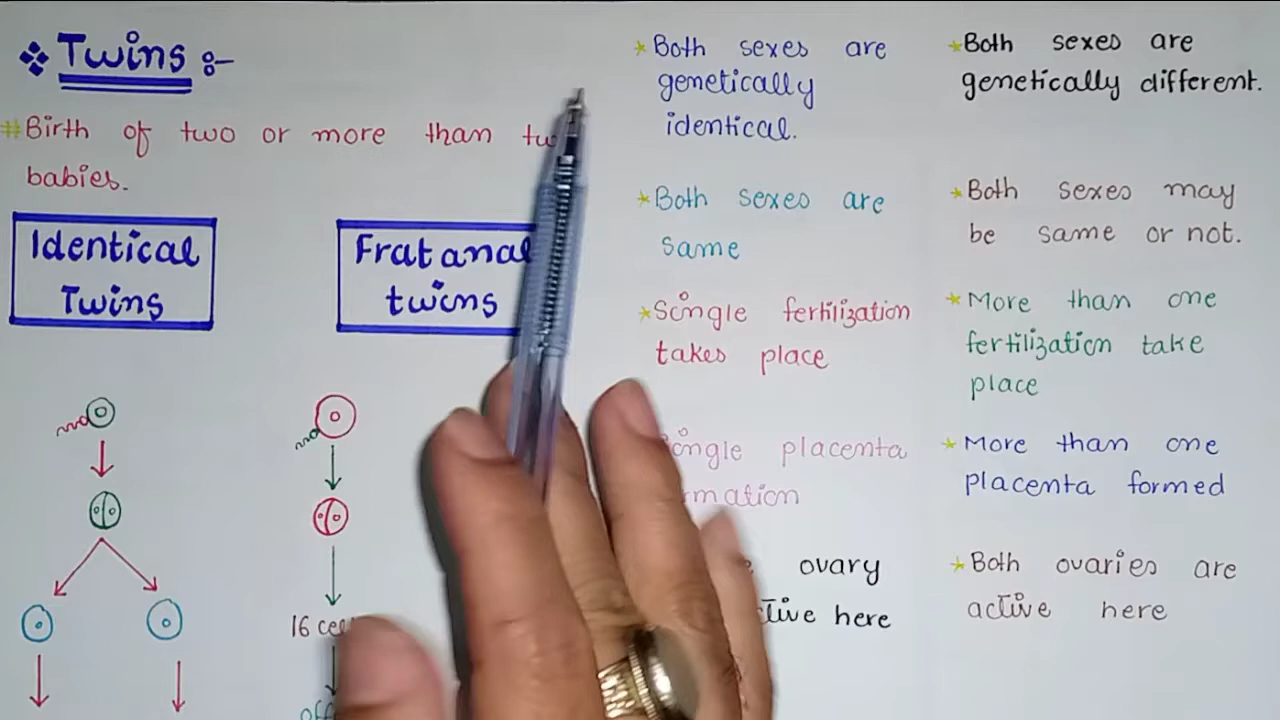 ❖ Twins :-
# Birth of two or more than
babies.
Identical
Twins
Fratanal
twins
16
* Both sexes are
genetically
identical.
* Both sexes are
same
* Single fertilization
takes place
placenta
ovary
here
* Both sexes are
genetically different.
* Both sexes may
be same or not.
* More than one
fertilization take
place
* More than one
placenta formed
* Both ovaries are
active here